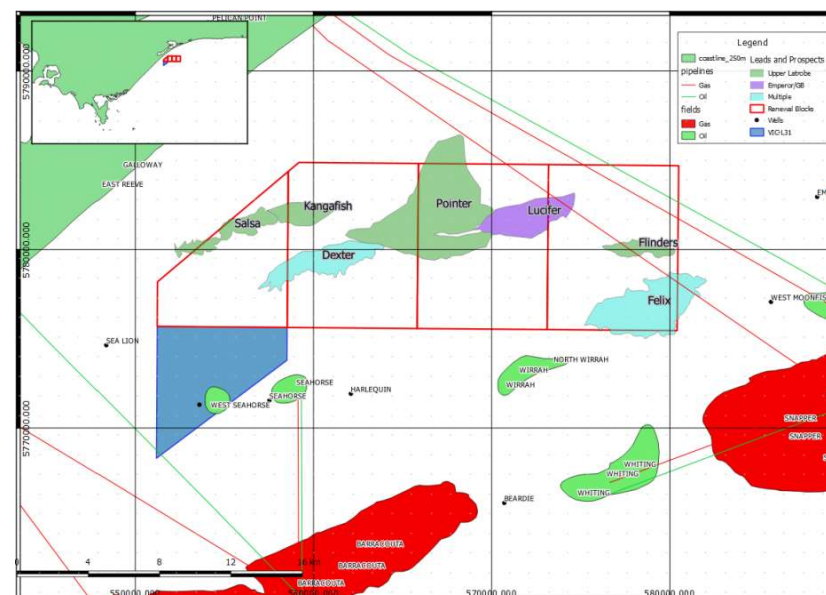 PELICAN POINT
Legend
coastline_250m
pipelines
Gas
Oil
fields
Gas
Oil
Leads and Prospects
Upper Latrobe
Emperor/GB
Multiple
Renewal Blocks
Wells
VIC-L31
5790000.000
GALLOWAY
EAST REEVE
EM
Kangafish
Pointer
Lucifer
Salsa
Flinders
5780000.000
Dexter
Felix
WEST MOONFIS
SEA LION
NORTH WIRRAH
WIRRAH
WIRRAH
SEAHORSE
HARLEQUIN
SEAHORSE
WEST SEAHORSE
5770000.000
SNAPPER
SNAPPER
S
WHITING
WHITING
WHITING
BEARDIE
BARRACOUTA
BARRACOUTA
BARRACOUTA
0 4 8 12 16 km
550000.000
570000.000
580000.000